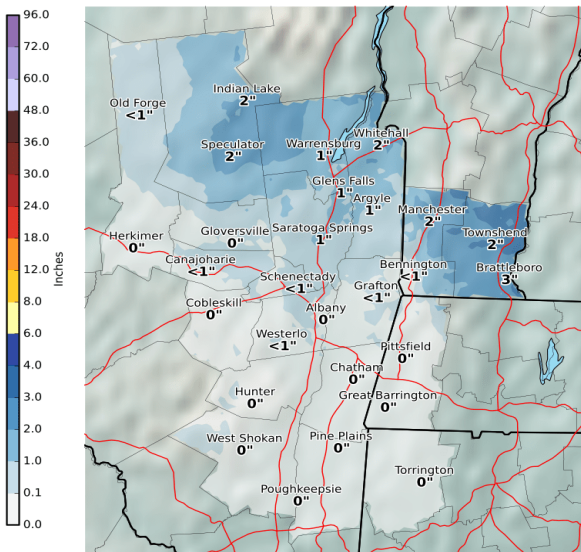 96.0
72.0
60.0
48.0
36.0
30.0
24.0
18.0
12.0
8.0
6.0
4.0
3.0
2.0
1.0
0.1
0.0
Inches
Indian Lake
2"
Old Forge
<1"
Speculator
2"
Warrensburg
1"
Whitehall
2"
Glens Falls
1"
Argyle
1"
Manchester
2"
Herkimer
0"
Gloversville
0"
Saratoga Springs
1"
Townshend
2"
Canajoharie
<1"
Schenectady
<1"
Bennington
<1"
Brattleboro
3"
Grafton
<1"
Cobleskill
0"
Albany
0"
Westerlo
<1"
Pittsfield
0"
Chatham
0"
Hunter
0"
Great Barrington
0"
West Shokan
0"
Pine Plains
0"
Torrington
0"
Poughkeepsie
0"